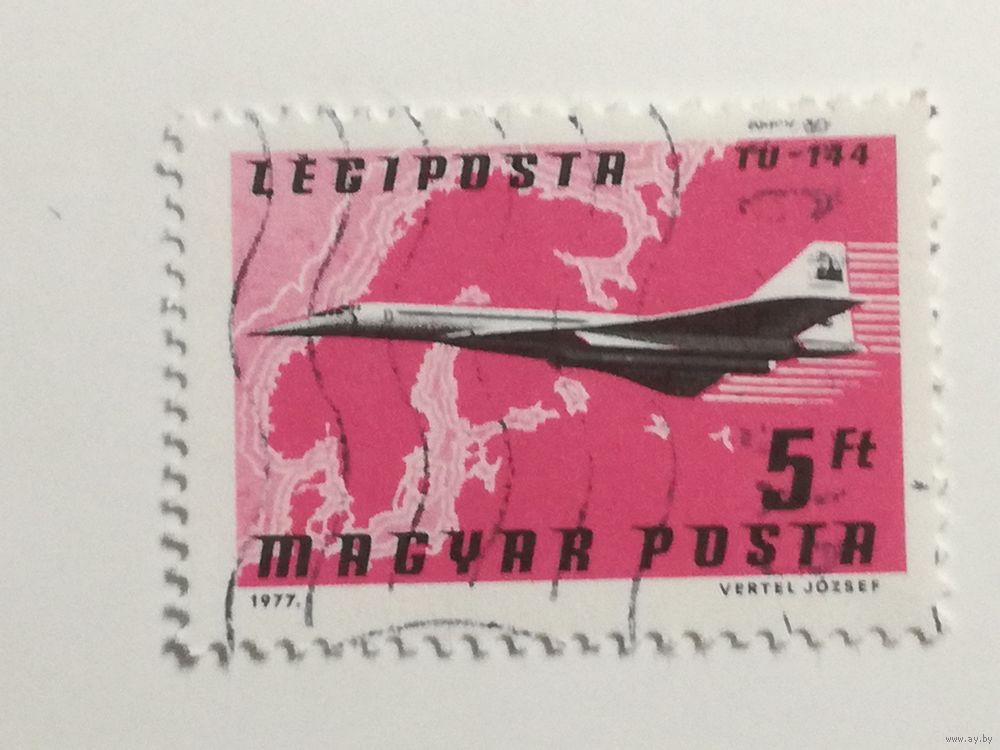 LÉGIPOSTA
TU-144
5 Ft
MAGYAR POSTA
1977.
VERTEL JÓZSEF
www.ay.by